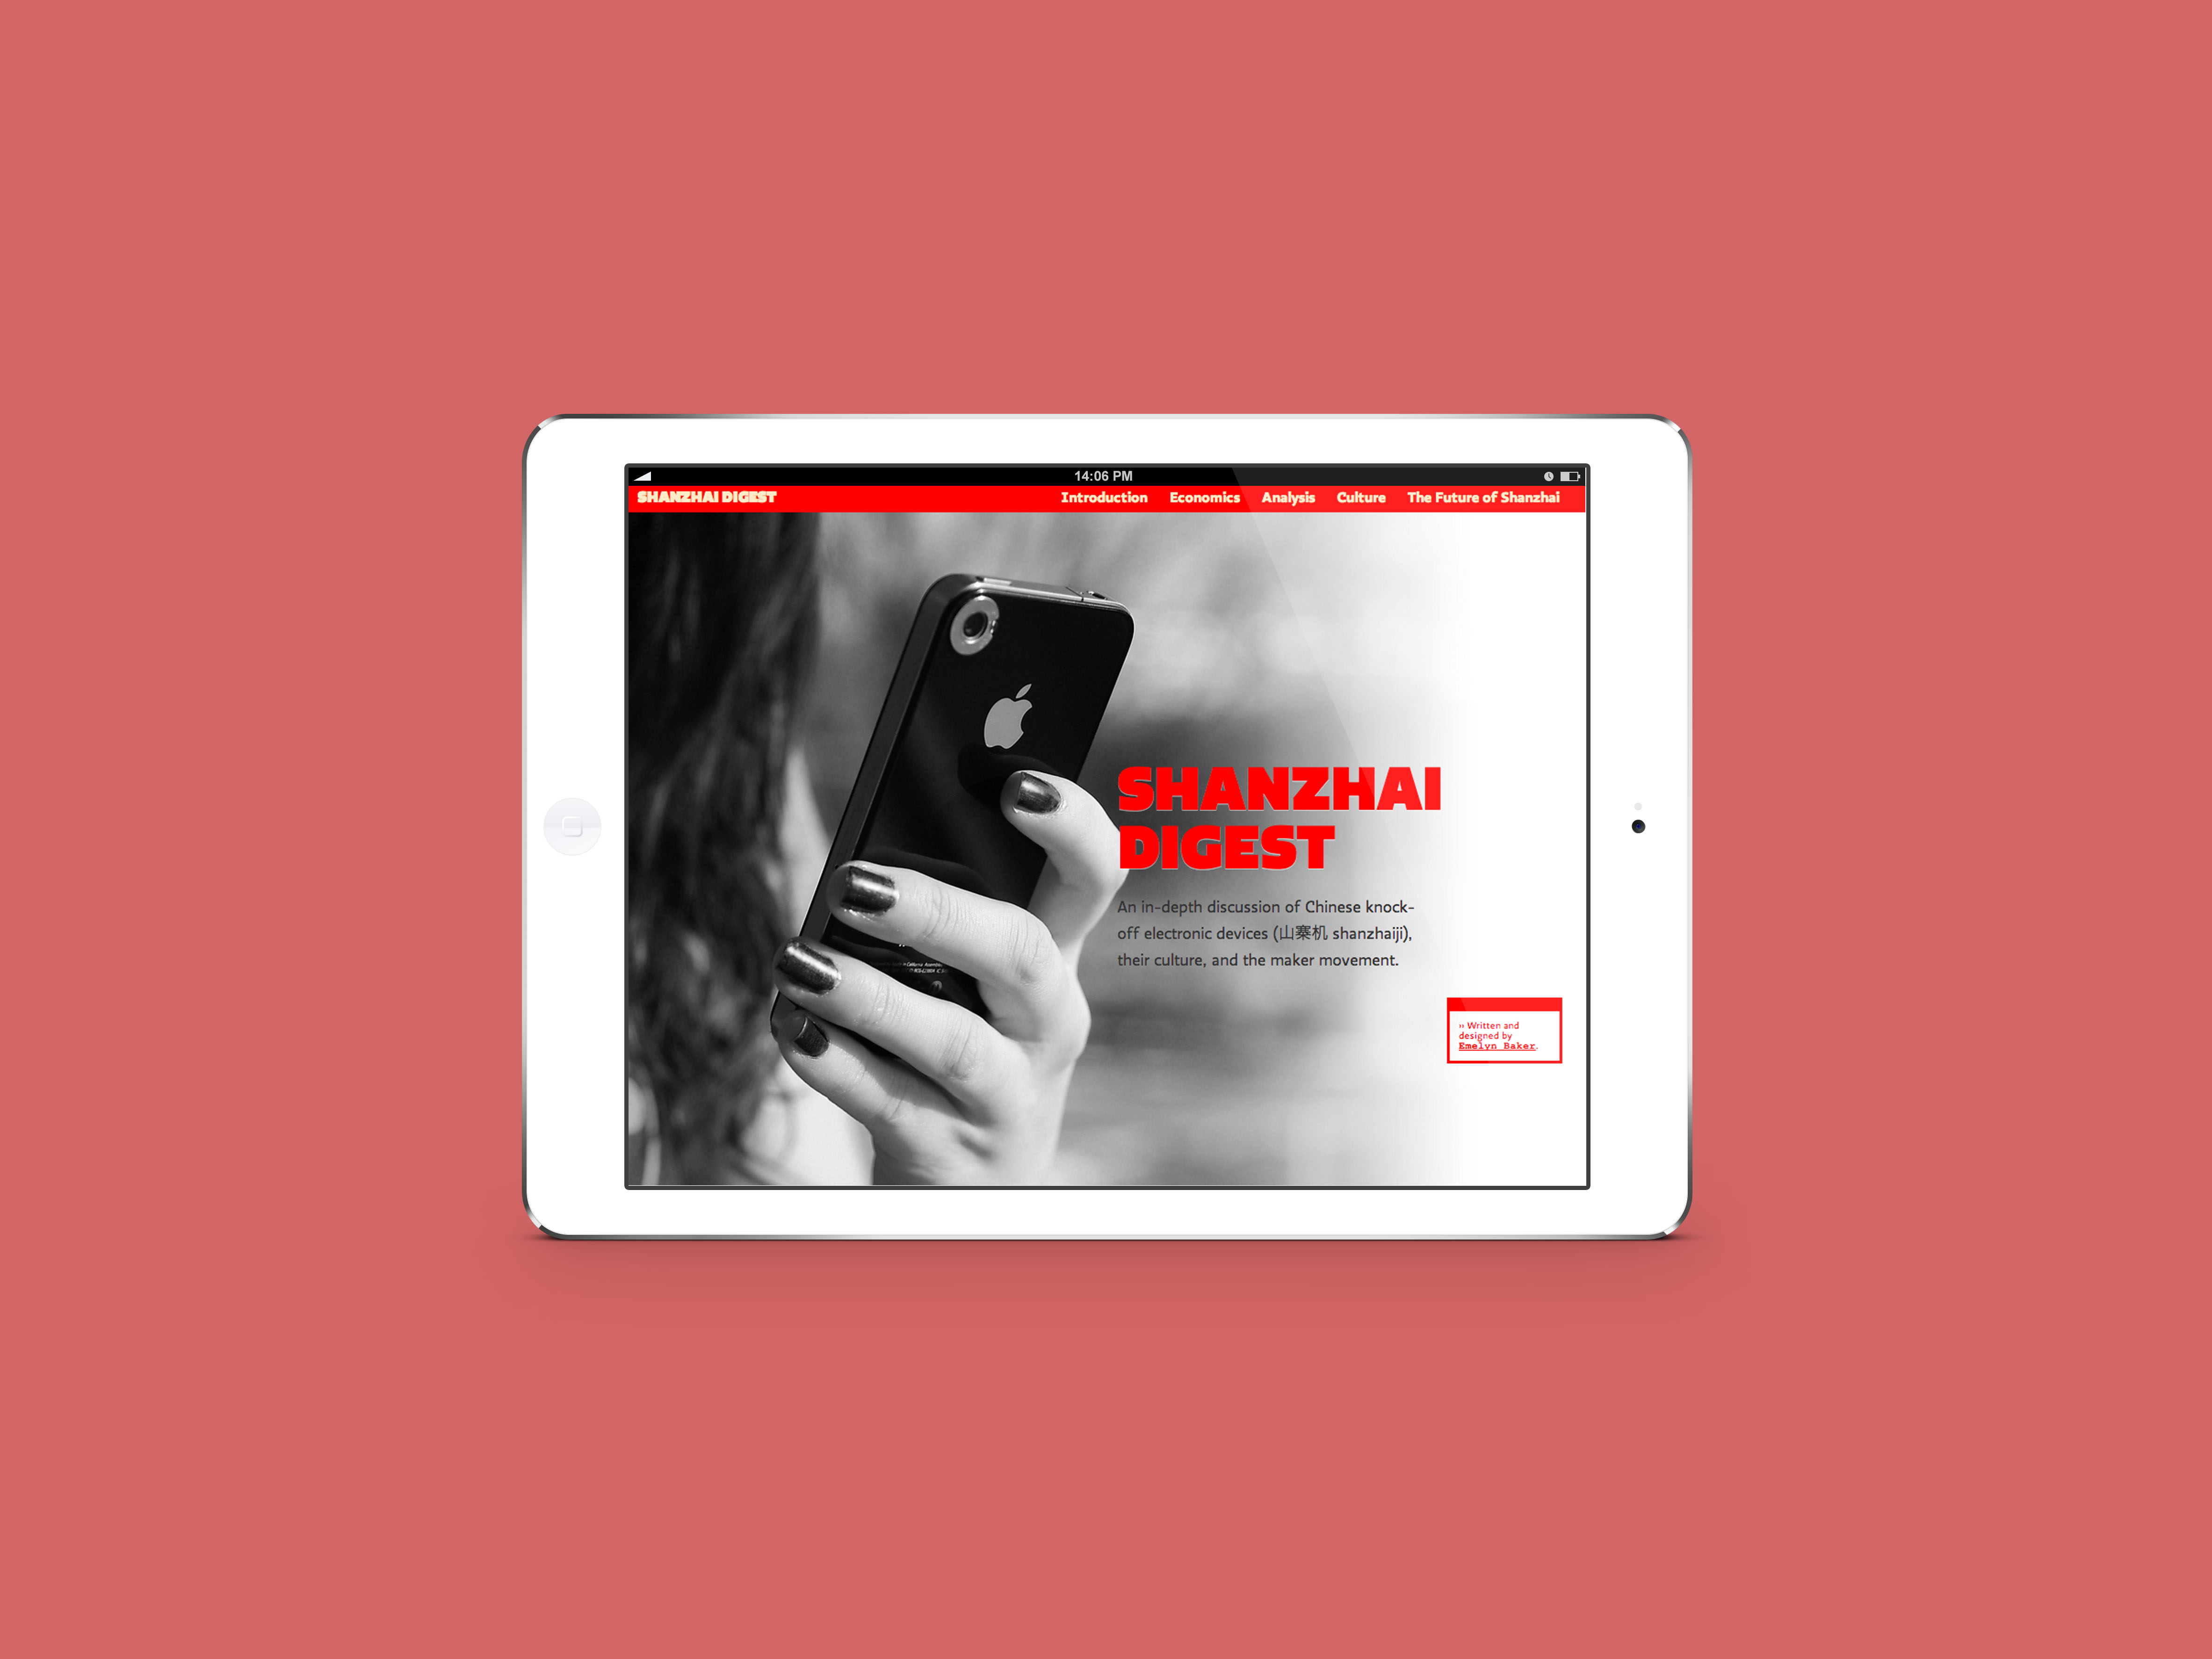 14:06 PM
SHANZHAI DIGEST
Introduction Economics Analysis Culture The Future of Shanzhai
SHANZHAI
DIGEST
An in-depth discussion of Chinese knock-
off electronic devices (山寨机 shanzhaiji),
their culture, and the maker movement.
›› Written and
designed by
Emelyn Baker.